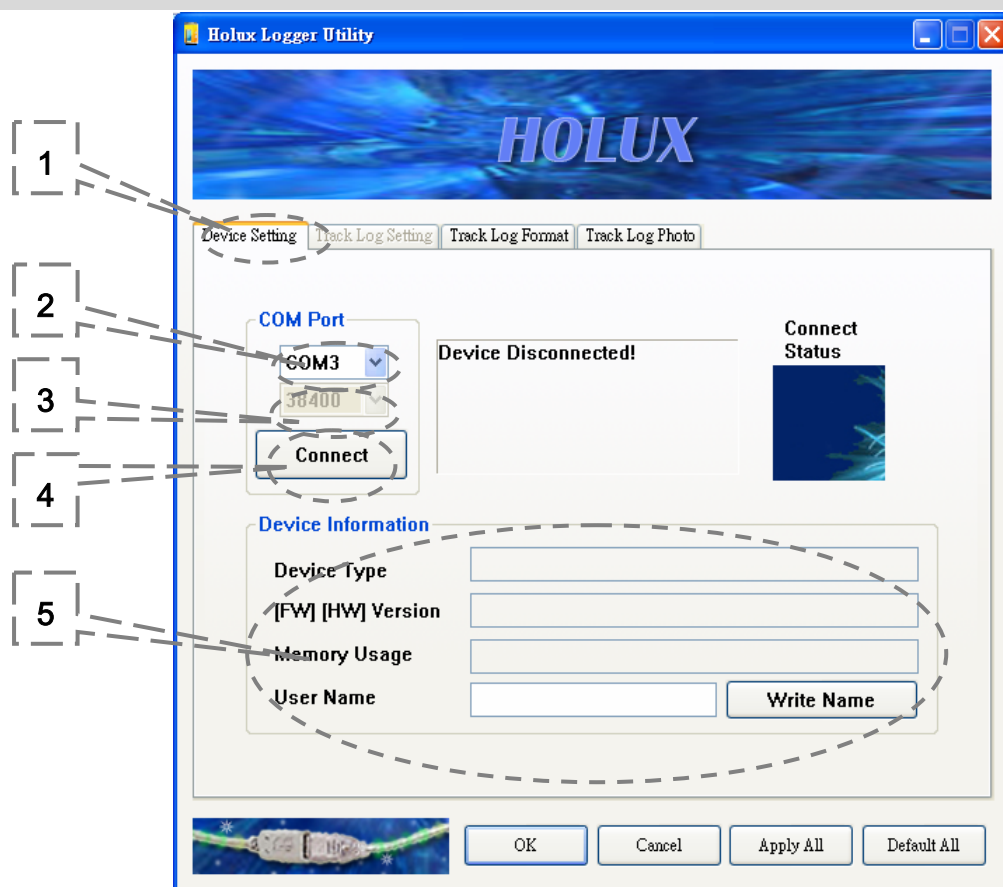 Holux Logger Utility
HOLUX
1
Device Setting Track Log Setting Track Log Format Track Log Photo
2
COM Port
COM3
Device Disconnected!
Connect
Status
3
38400
4
Connect
Device Information
Device Type
5
[FW] [HW] Version
Memory Usage
User Name
Write Name
OK Cancel Apply All Default All